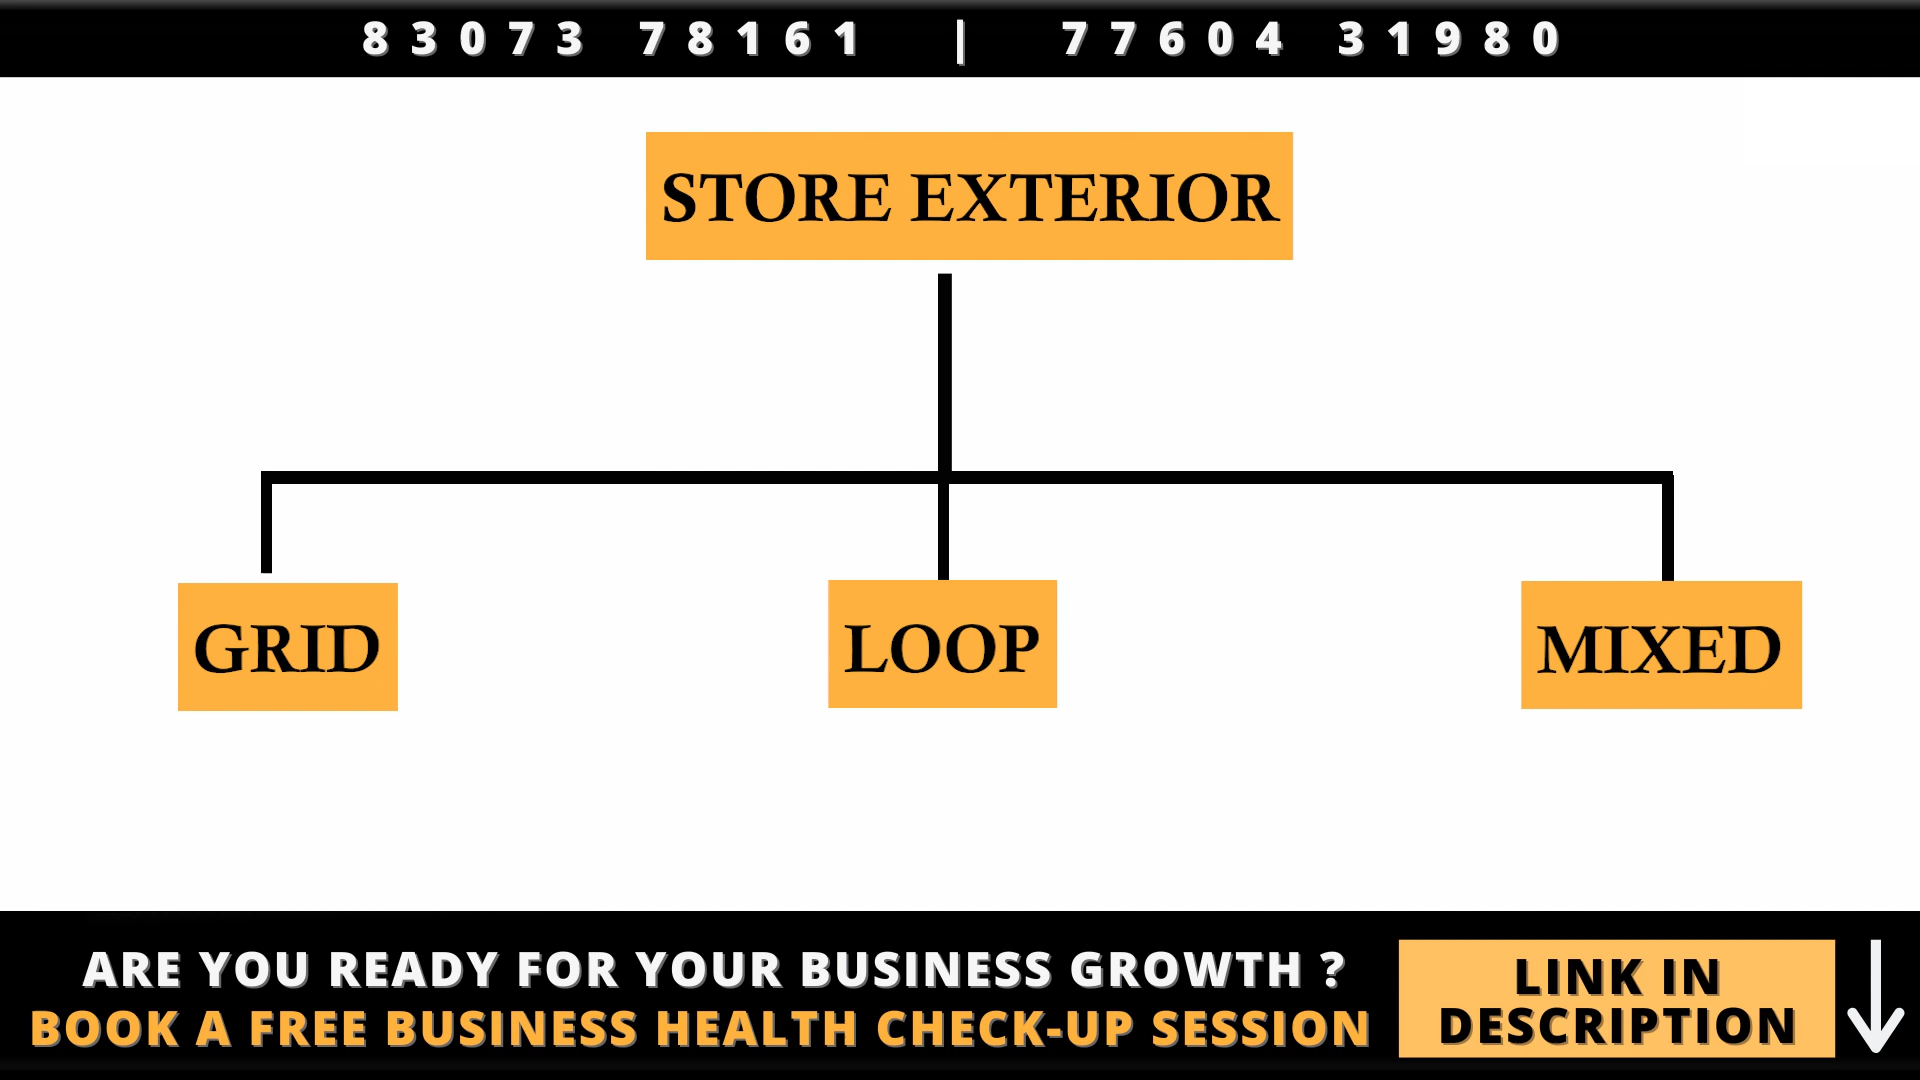 83073 78161 | 77604 31980
STORE EXTERIOR
GRID
LOOP
MIXED
ARE YOU READY FOR YOUR BUSINESS GROWTH ?
BOOK A FREE BUSINESS HEALTH CHECK-UP SESSION
LINK IN
DESCRIPTION